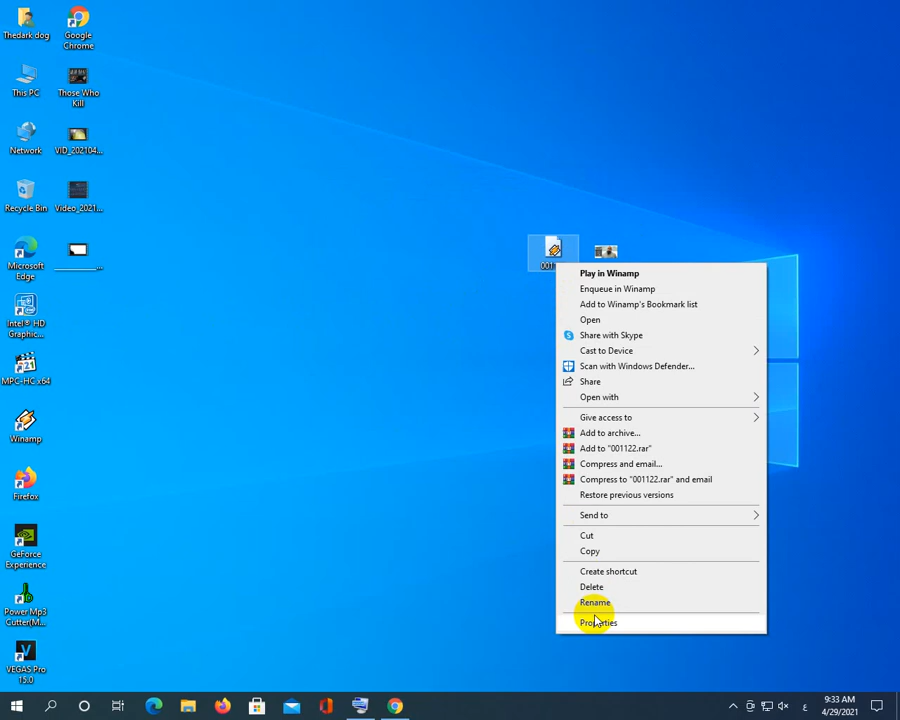 Thedark dog
Google
Chrome
This PC
Those Who
Kill
Network
VID_202104...
Recycle Bin
Video_2021...
Microsoft
Edge
Intel® HD
Graphic...
MPC-HC x64
Winamp
Firefox
GeForce
Experience
Power Mp3
Cutter(M...
VEGAS Pro
15.0
Play in Winamp
Enqueue in Winamp
Add to Winamp's Bookmark list
Open
Share with Skype
Cast to Device
Scan with Windows Defender...
Share
Open with
Give access to
Add to archive...
Add to "001122.rar"
Compress and email...
Compress to "001122.rar" and email
Restore previous versions
Send to
Cut
Copy
Create shortcut
Delete
Rename
Properties
ع
9:33 AM
4/29/2021